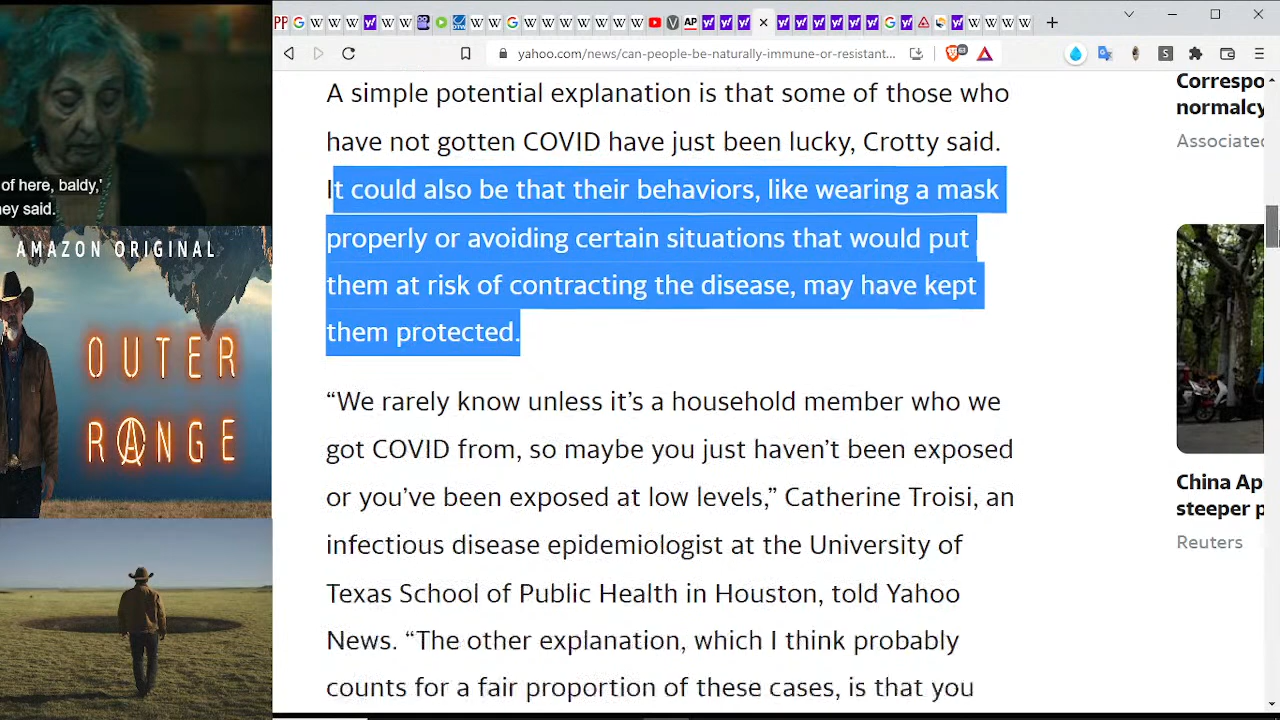 of here, baldy,'
ey said.
AMAZON ORIGINAL
OUTER
RANGE
yahoo.com/news/can-people-be-naturally-immune-or-resistant...
A simple potential explanation is that some of those who
have not gotten COVID have just been lucky, Crotty said.
It could also be that their behaviors, like wearing a mask
properly or avoiding certain situations that would put
them at risk of contracting the disease, may have kept
them protected.
“We rarely know unless it’s a household member who we
got COVID from, so maybe you just haven’t been exposed
or you’ve been exposed at low levels,” Catherine Troisi, an
infectious disease epidemiologist at the University of
Texas School of Public Health in Houston, told Yahoo
News. “The other explanation, which I think probably
counts for a fair proportion of these cases, is that you
Correspo
normalcy
Associated
China Ap
steeper p
Reuters